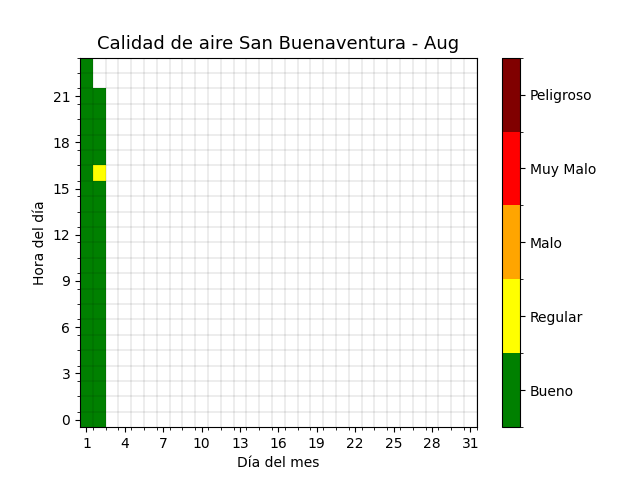 Calidad de aire San Buenaventura - Aug
Hora del día
21
18
15
12
9
6
3
0
1 4 7 10 13 16 19 22 25 28 31
Día del mes
Peligroso
Muy Malo
Malo
Regular
Bueno